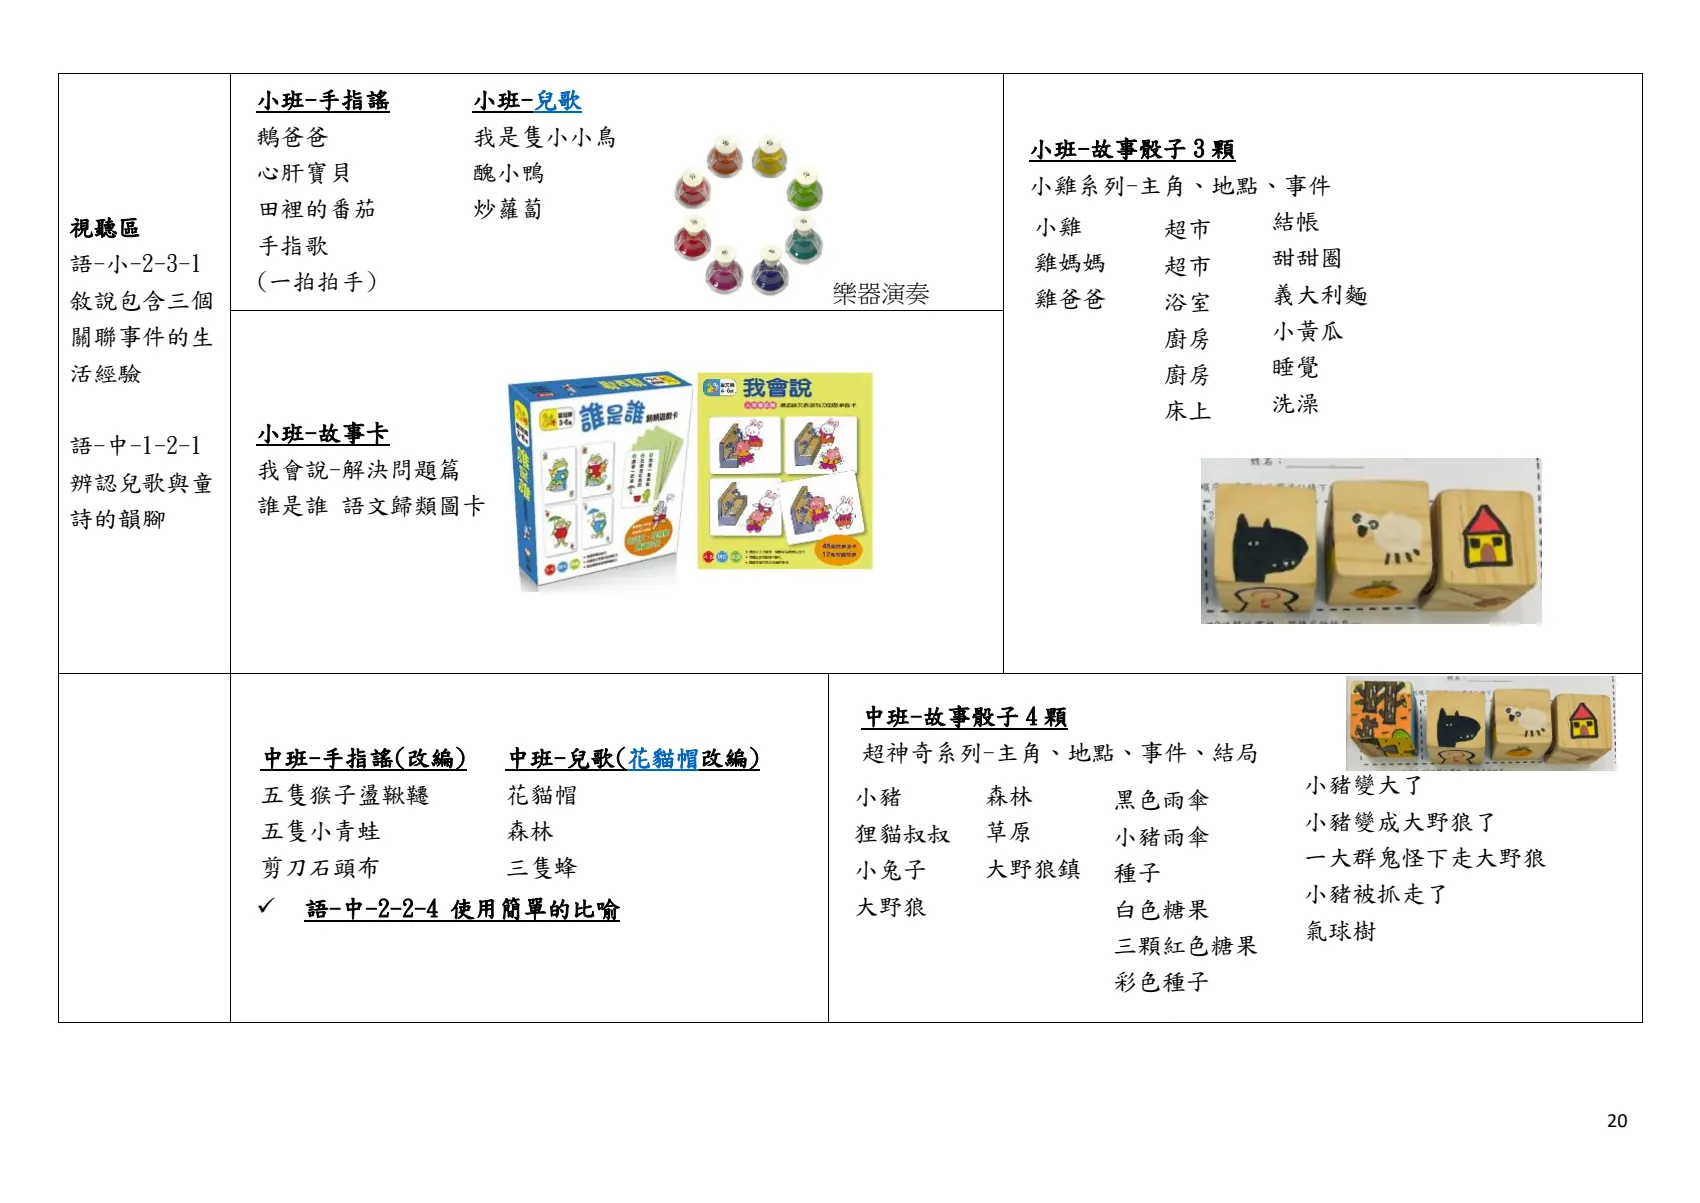 視聽區
語-小-2-3-1
敘說包含三個
關聯事件的生
活經驗
語-中-1-2-1
辨認兒歌與童
詩的韻腳
小班-手指謠
鵝爸爸
心肝寶貝
田裡的番茄
手指歌
(一拍拍手)
小班-兒歌
我是隻小小鳥
醜小鴨
炒蘿蔔
樂器演奏
小班-故事卡
我會說-解決問題篇
誰是誰 語文歸類圖卡
誰是誰
我會說
小班-故事骰子 3 顆
小雞系列-主角、地點、事件
小雞
雞媽媽
雞爸爸
超市
超市
浴室
廚房
廚房
床上
結帳
甜甜圈
義大利麵
小黃瓜
睡覺
洗澡
姓名:
中班-手指謠(改編)
五隻猴子盪鞦韆
五隻小青蛙
剪刀石頭布
中班-兒歌(花貓帽改編)
花貓帽
森林
三隻蜂
✓ 語-中-2-2-4 使用簡單的比喻
中班-故事骰子 4 顆
超神奇系列-主角、地點、事件、結局
小豬
狸貓叔叔
小兔子
大野狼
森林
草原
大野狼鎮
黑色雨傘
小豬雨傘
種子
白色糖果
三顆紅色糖果
彩色種子
小豬變大了
小豬變成大野狼了
一大群鬼怪下走大野狼
小豬被抓走了
氣球樹
20